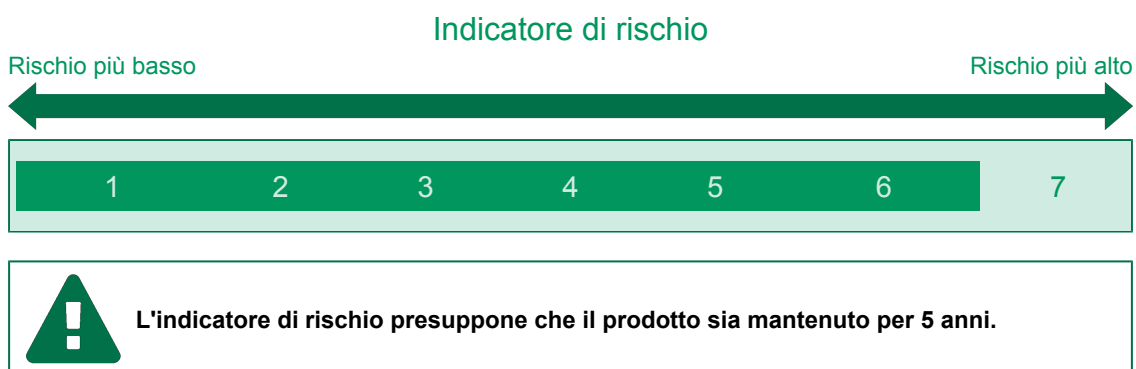 Indicatore di rischio
Rischio più basso Rischio più alto
1 2 3 4 5 6 7
L'indicatore di rischio presuppone che il prodotto sia mantenuto per 5 anni.